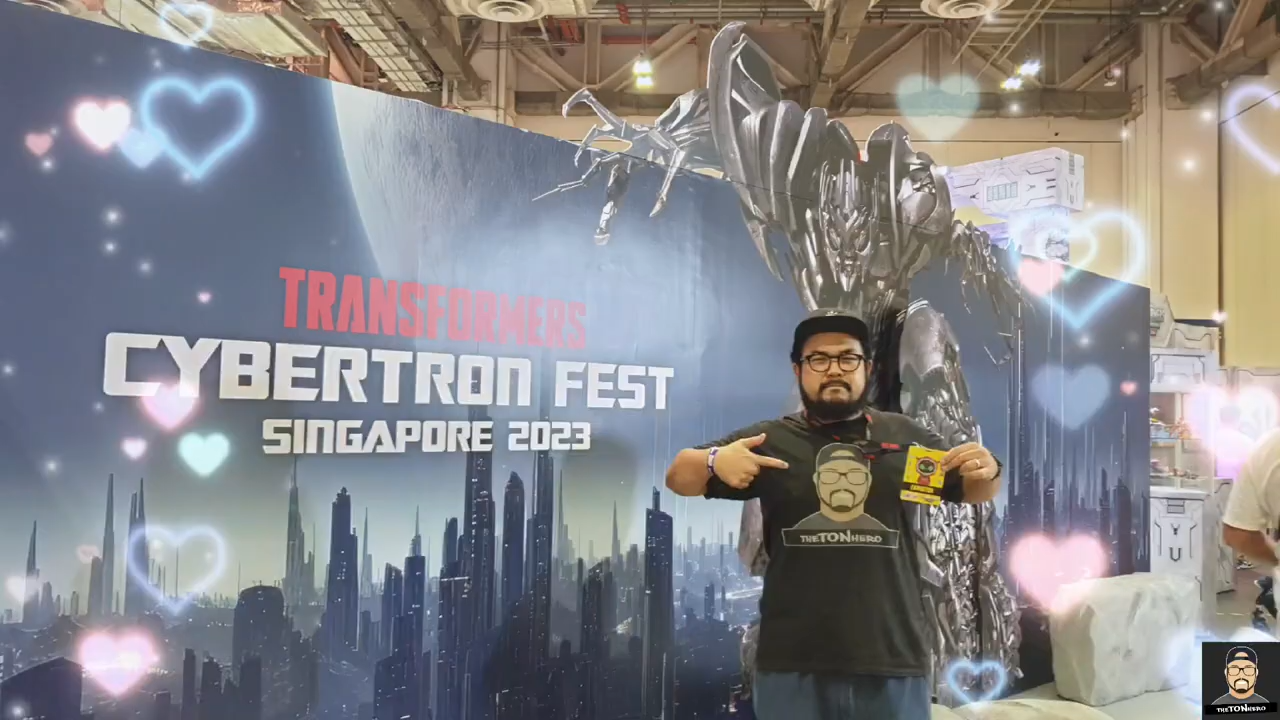 TRANSFORMERS
CYBERTRON FEST
SINGAPORE 2023
THETONHERO
THETONHERO